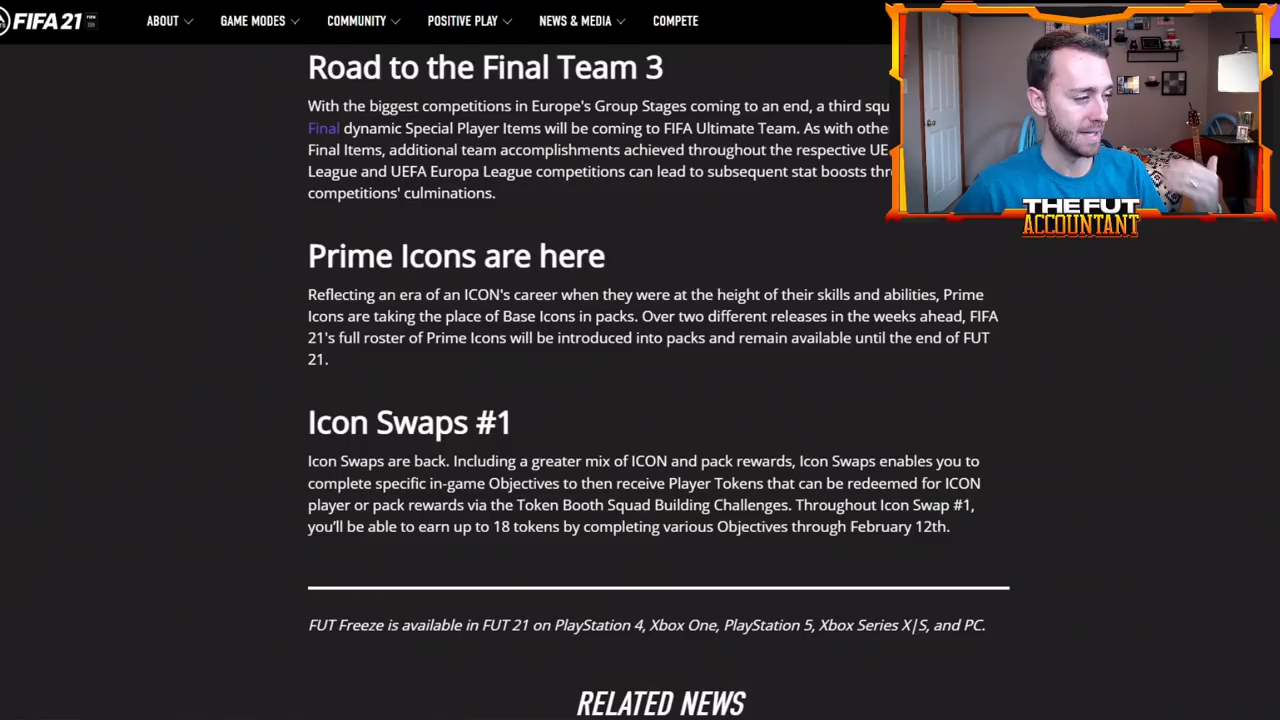 FIFA 21
ABOUT
GAME MODES
COMMUNITY
POSITIVE PLAY
NEWS & MEDIA
COMPETE
Road to the Final Team 3
With the biggest competitions in Europe's Group Stages coming to an end, a third squ
Final dynamic Special Player Items will be coming to FIFA Ultimate Team. As with othe
Final Items, additional team accomplishments achieved throughout the respective UE
League and UEFA Europa League competitions can lead to subsequent stat boosts thr
competitions' culminations.
THE FUT
ACCOUNTANT
Prime Icons are here
Reflecting an era of an ICON's career when they were at the height of their skills and abilities, Prime
Icons are taking the place of Base Icons in packs. Over two different releases in the weeks ahead, FIFA
21's full roster of Prime Icons will be introduced into packs and remain available until the end of FUT
21.
Icon Swaps #1
Icon Swaps are back. Including a greater mix of ICON and pack rewards, Icon Swaps enables you to
complete specific in-game Objectives to then receive Player Tokens that can be redeemed for ICON
player or pack rewards via the Token Booth Squad Building Challenges. Throughout Icon Swap #1,
you'll be able to earn up to 18 tokens by completing various Objectives through February 12th.
FUT Freeze is available in FUT 21 on PlayStation 4, Xbox One, PlayStation 5, Xbox Series X|S, and PC.
RELATED NEWS